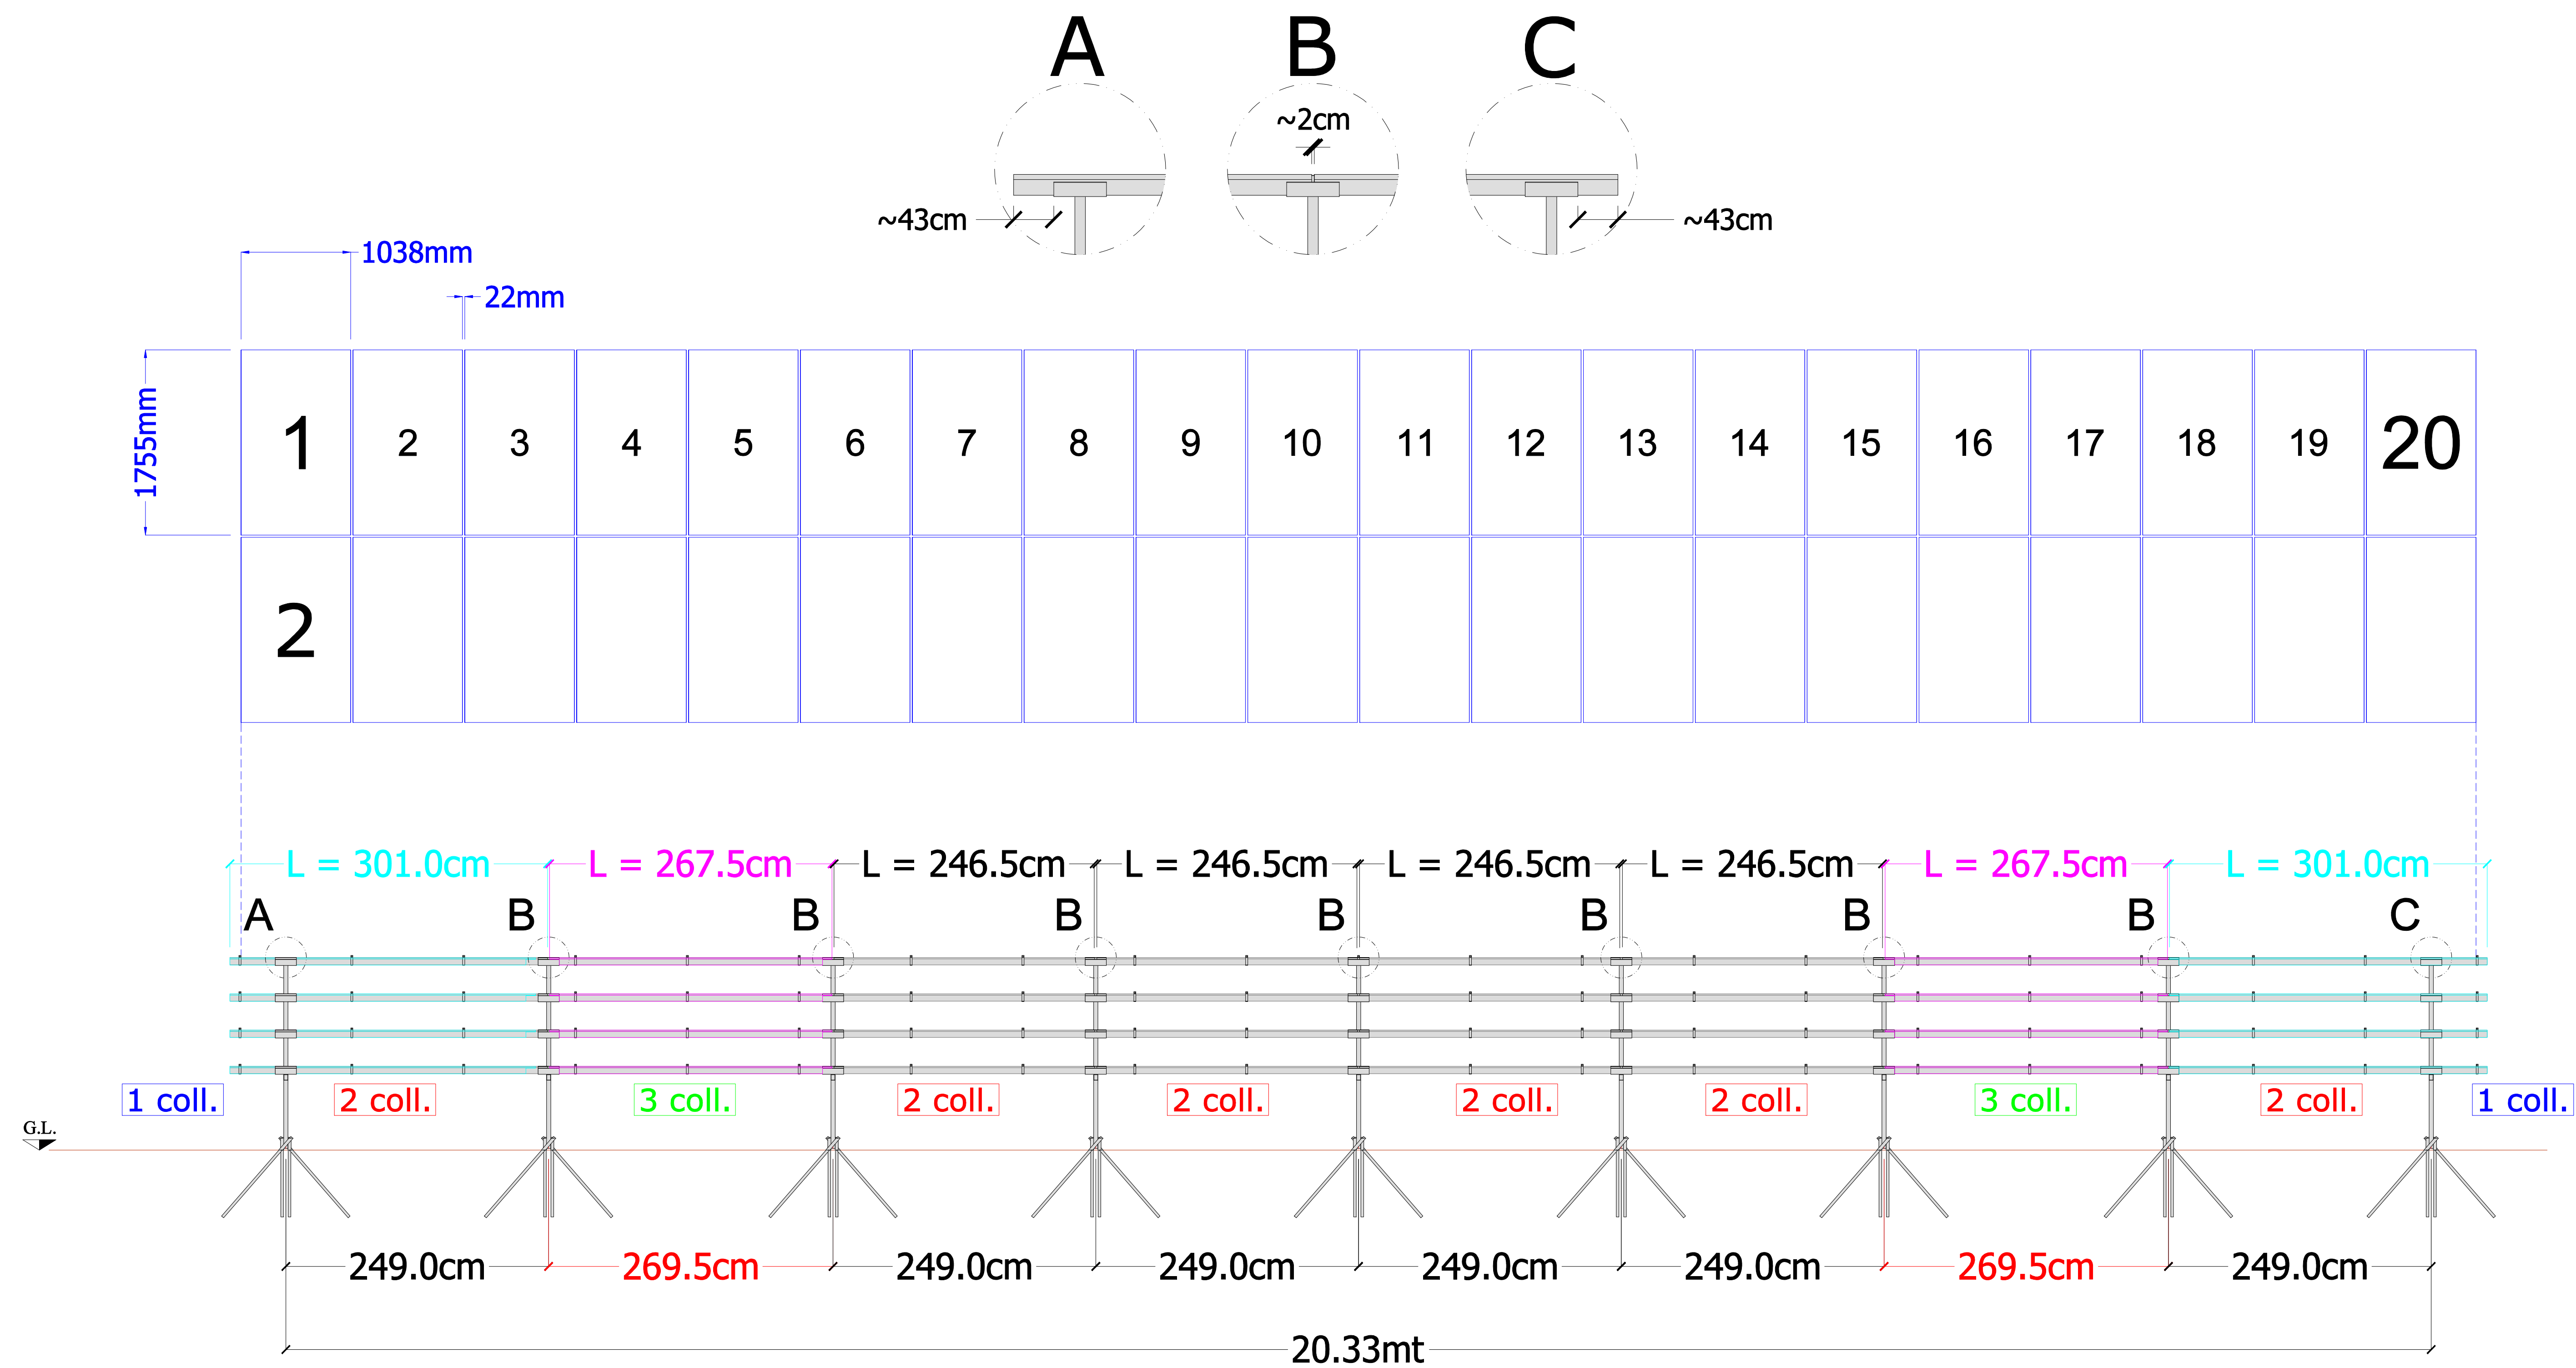 A B C
~2cm
~43cm ~43cm
1038mm
22mm
1755mm
1 2 3 4 5 6 7 8 9 10 11 12 13 14 15 16 17 18 19 20
2
L = 301.0cm L = 267.5cm L = 246.5cm L = 246.5cm L = 246.5cm L = 246.5cm L = 267.5cm L = 301.0cm
A B B B B B B B C
1 coll. 2 coll. 3 coll. 2 coll. 2 coll. 2 coll. 2 coll. 3 coll. 2 coll. 1 coll.
G.L.
249.0cm 269.5cm 249.0cm 249.0cm 249.0cm 249.0cm 269.5cm 249.0cm
20.33mt